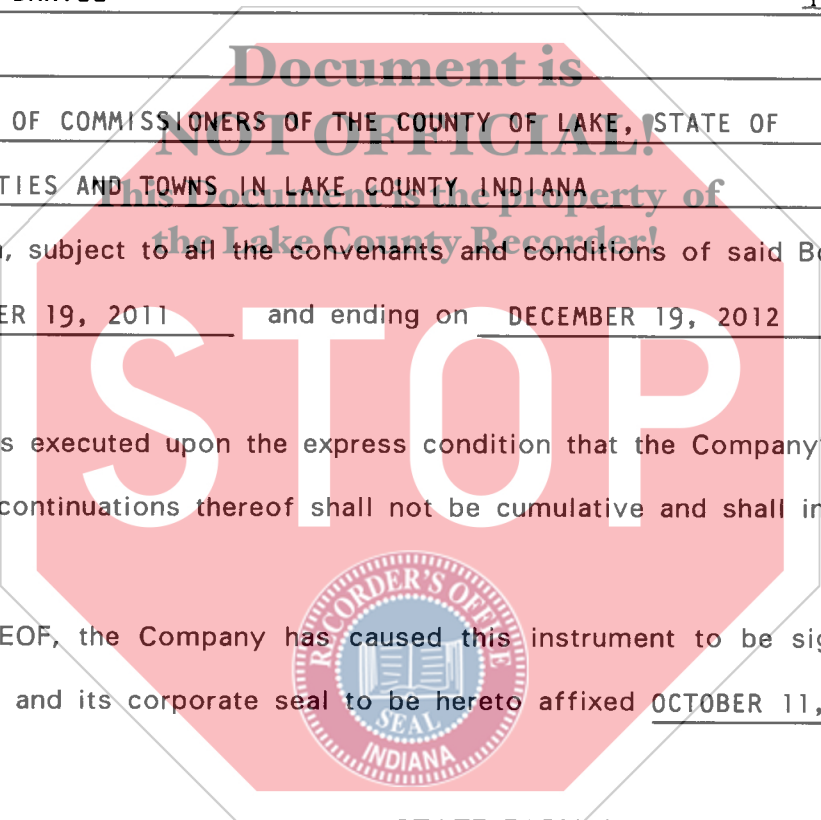 Document is
OF COMMISSIONERS OF THE COUNTY OF LAKE, STATE OF
NOT OFFICIAL!
TIES AND TOWNS IN LAKE COUNTY INDIANA
This Document is the property of
, subject to all the convenants and conditions of said
the Lake County Recorder!
ER 19, 2011 and ending on DECEMBER 19, 2012
STOP
s executed upon the express condition that the Company
continuations thereof shall not be cumulative and shall
RECORDER'S OFFICE
EOF, the Company has caused this instrument to be
and its corporate seal to be hereto affixed OCTOBER 11,
SEAL
INDIANA